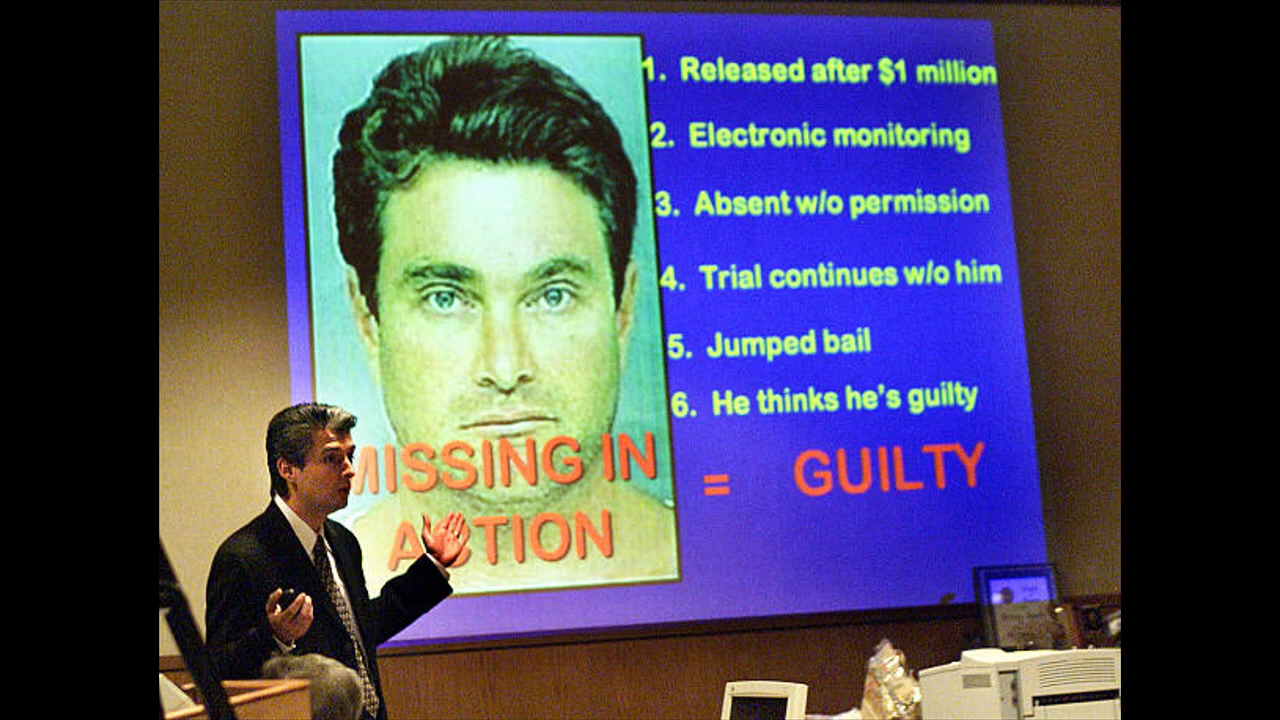 1. Released after $1 million
2. Electronic monitoring
3. Absent w/o permission
4. Trial continues w/o him
5. Jumped bail
6. He thinks he's guilty
MISSING IN
ACTION
= GUILTY